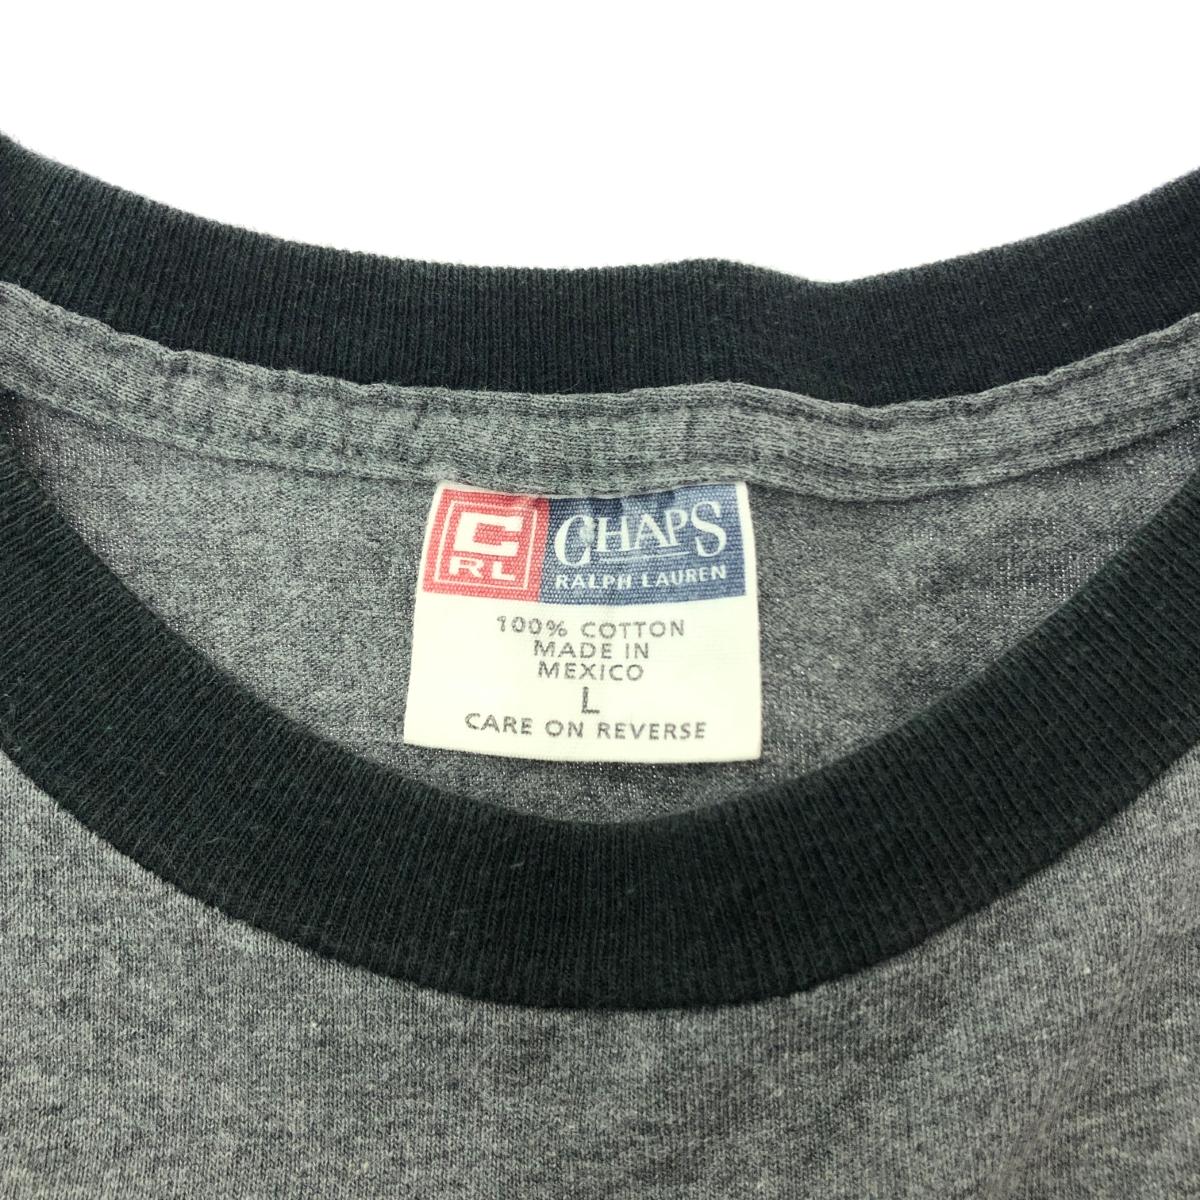 C
RL
CHAPS
RALPH LAUREN
100% COTTON
MADE IN
MEXICO
L
CARE ON REVERSE